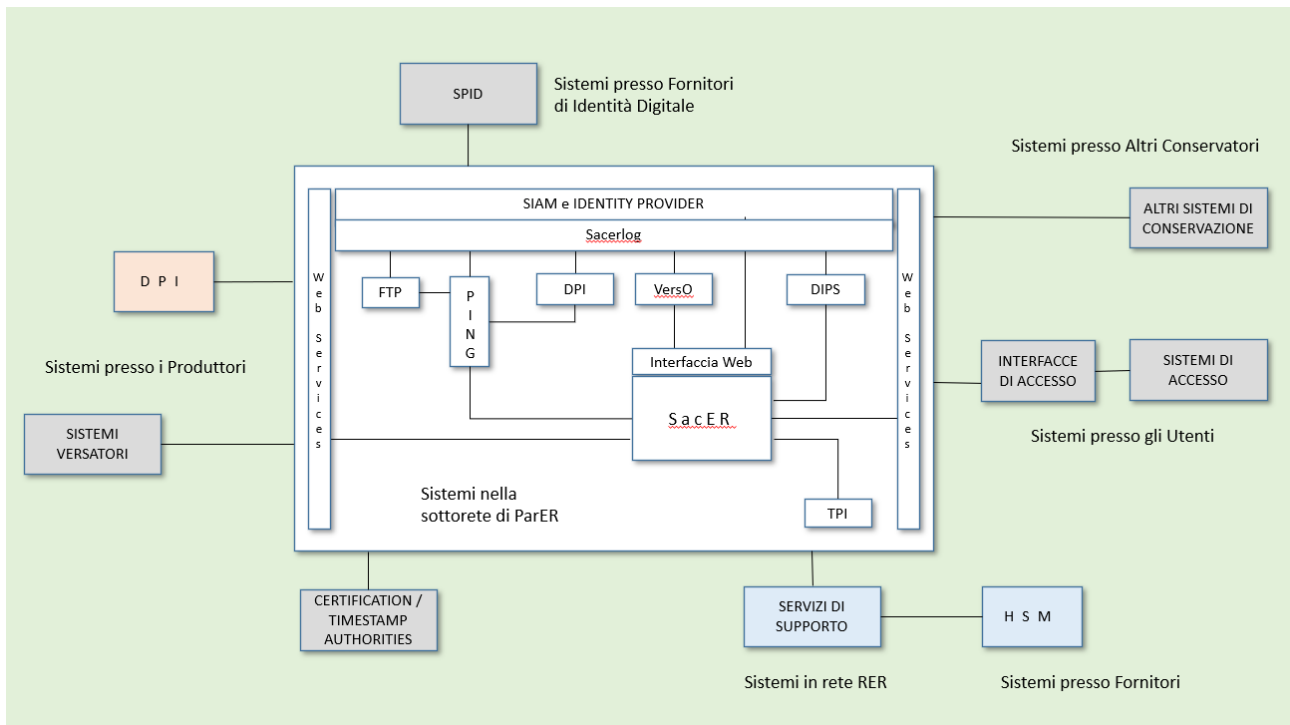 SPID
Sistemi presso Fornitori
di Identità Digitale
Sistemi presso Altri Conservatori
ALTRI SISTEMI DI
CONSERVAZIONE
SIAM e IDENTITY PROVIDER
Sacerlog
Web Services
FTP
PING
DPI
VersO
DIPS
Web Services
D P I
Sistemi presso i Produttori
Interfaccia Web
SacER
INTERFACCE
DI ACCESSO
SISTEMI DI
ACCESSO
Sistemi presso gli Utenti
SISTEMI
VERSATORI
Sistemi nella
sottorete di ParER
TPI
CERTIFICATION /
TIMESTAMP
AUTHORITIES
SERVIZI DI
SUPPORTO
H S M
Sistemi in rete RER
Sistemi presso Fornitori